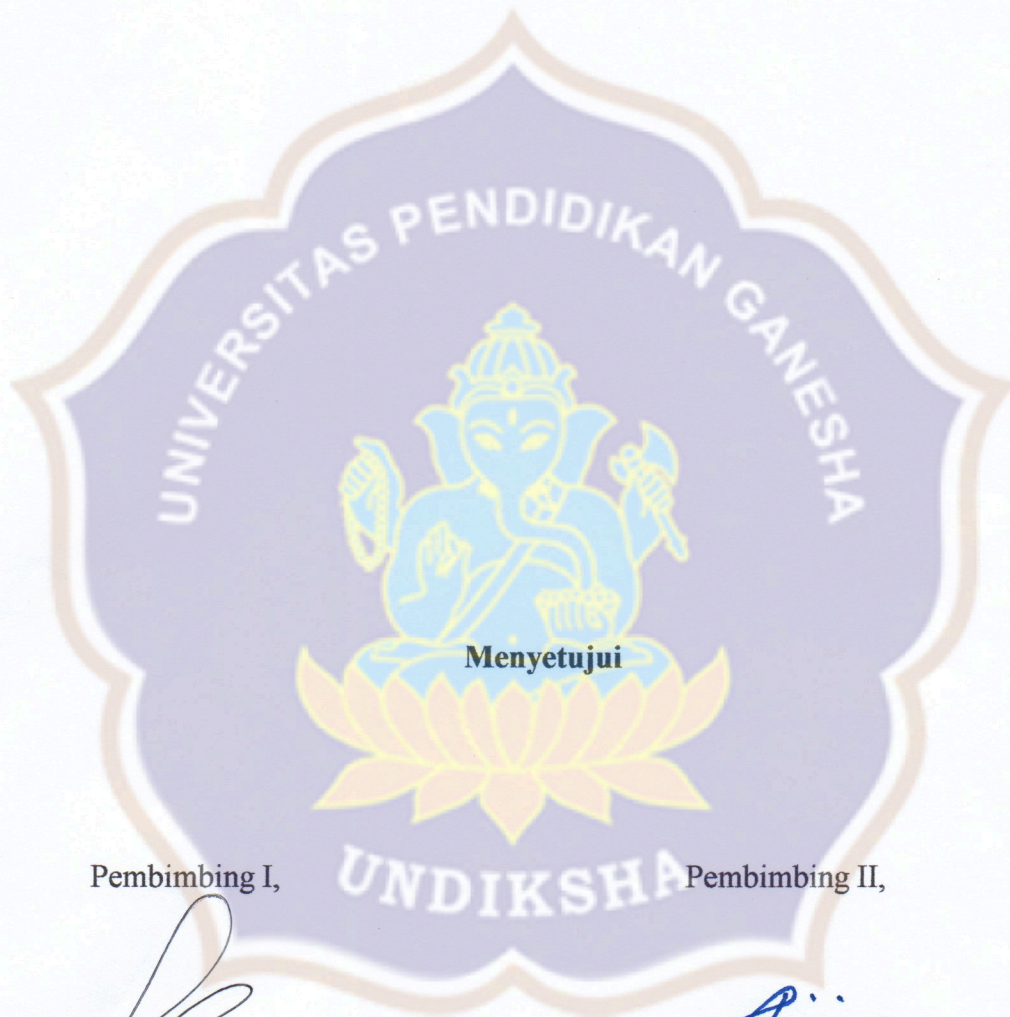 UNIVERSITAS PENDIDIKAN GANESHA
Menyetujui
UNDIKSHA
Pembimbing I,
Pembimbing II,